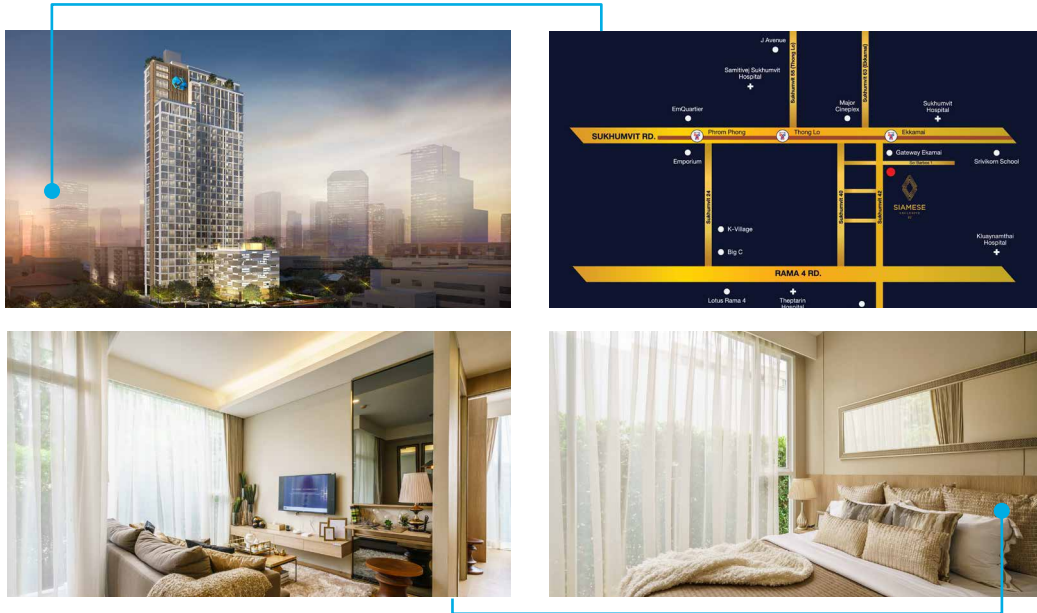 J Avenue
Samitivej Sukhumvit
Hospital
Sukhumvit 55 (Thong Lo)
Sukhumvit 63 (Ekkamai)
EmQuartier
Major
Cineplex
Sukhumvit
Hospital
SUKHUMVIT RD.
Phrom Phong
Thong Lo
Ekkamai
Emporium
Gateway Ekamai
Srivikorn School
Sukhumvit 24
Sukhumvit 40
Sukhumvit 42
SIAMESE
K-Village
Big C
Kluaynamthai
Hospital
RAMA 4 RD.
Lotus Rama 4
Theptarin
Hospital